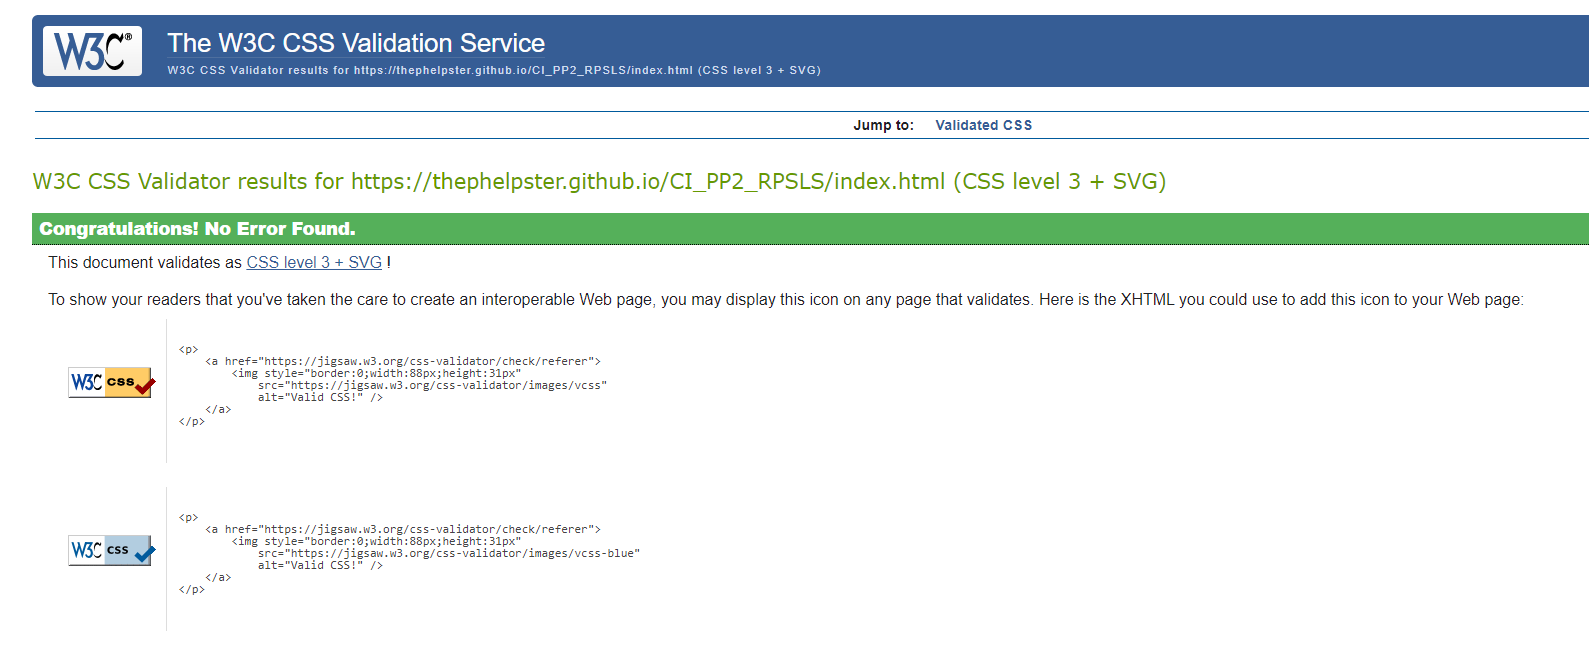 W3C®
The W3C CSS Validation Service
W3C CSS Validator results for https://thephelpster.github.io/CI_PP2_RPSLS/index.html (CSS level 3 + SVG)
Jump to: Validated CSS
W3C CSS Validator results for https://thephelpster.github.io/CI_PP2_RPSLS/index.html (CSS level 3 + SVG)
Congratulations! No Error Found.
This document validates as CSS level 3 + SVG !
To show your readers that you've taken the care to create an interoperable Web page, you may display this icon on any page that validates. Here is the XHTML you could use to add this icon to your Web page:
W3C css
<p>
    <a href="https://jigsaw.w3.org/css-validator/check/referer">
        <img style="border:0;width:88px;height:31px"
            src="https://jigsaw.w3.org/css-validator/images/vcss"
            alt="Valid CSS!" />
    </a>
</p>
W3C css
<p>
    <a href="https://jigsaw.w3.org/css-validator/check/referer">
        <img style="border:0;width:88px;height:31px"
            src="https://jigsaw.w3.org/css-validator/images/vcss-blue"
            alt="Valid CSS!" />
    </a>
</p>